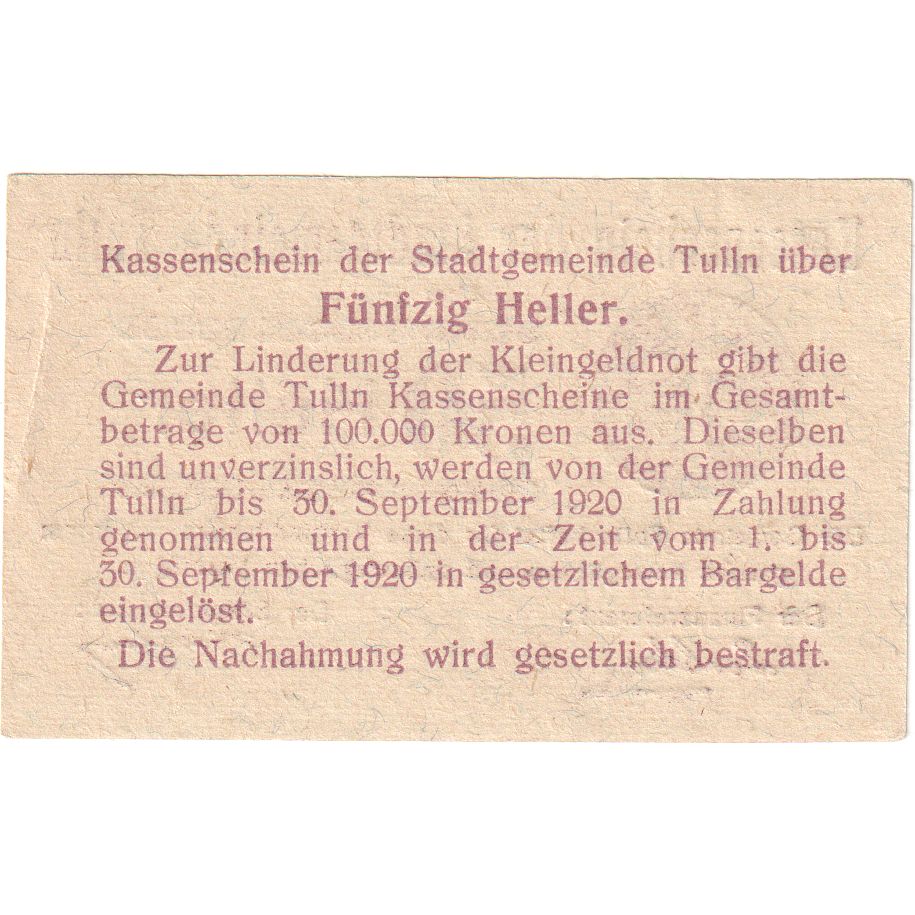 Kassenschein der Stadtgemeinde Tulln über
Fünfzig Heller.
Zur Linderung der Kleingeldnot gibt die
Gemeinde Tulln Kassenscheine im Gesamt-
betrage von 100.000 Kronen aus. Dieselben
sind unverzinslich, werden von der Gemeinde
Tulln bis 30. September 1920 in Zahlung
genommen und in der Zeit vom 1. bis
30. September 1920 in gesetzlichem Bargelde
eingelöst.
Die Nachahmung wird gesetzlich bestraft.